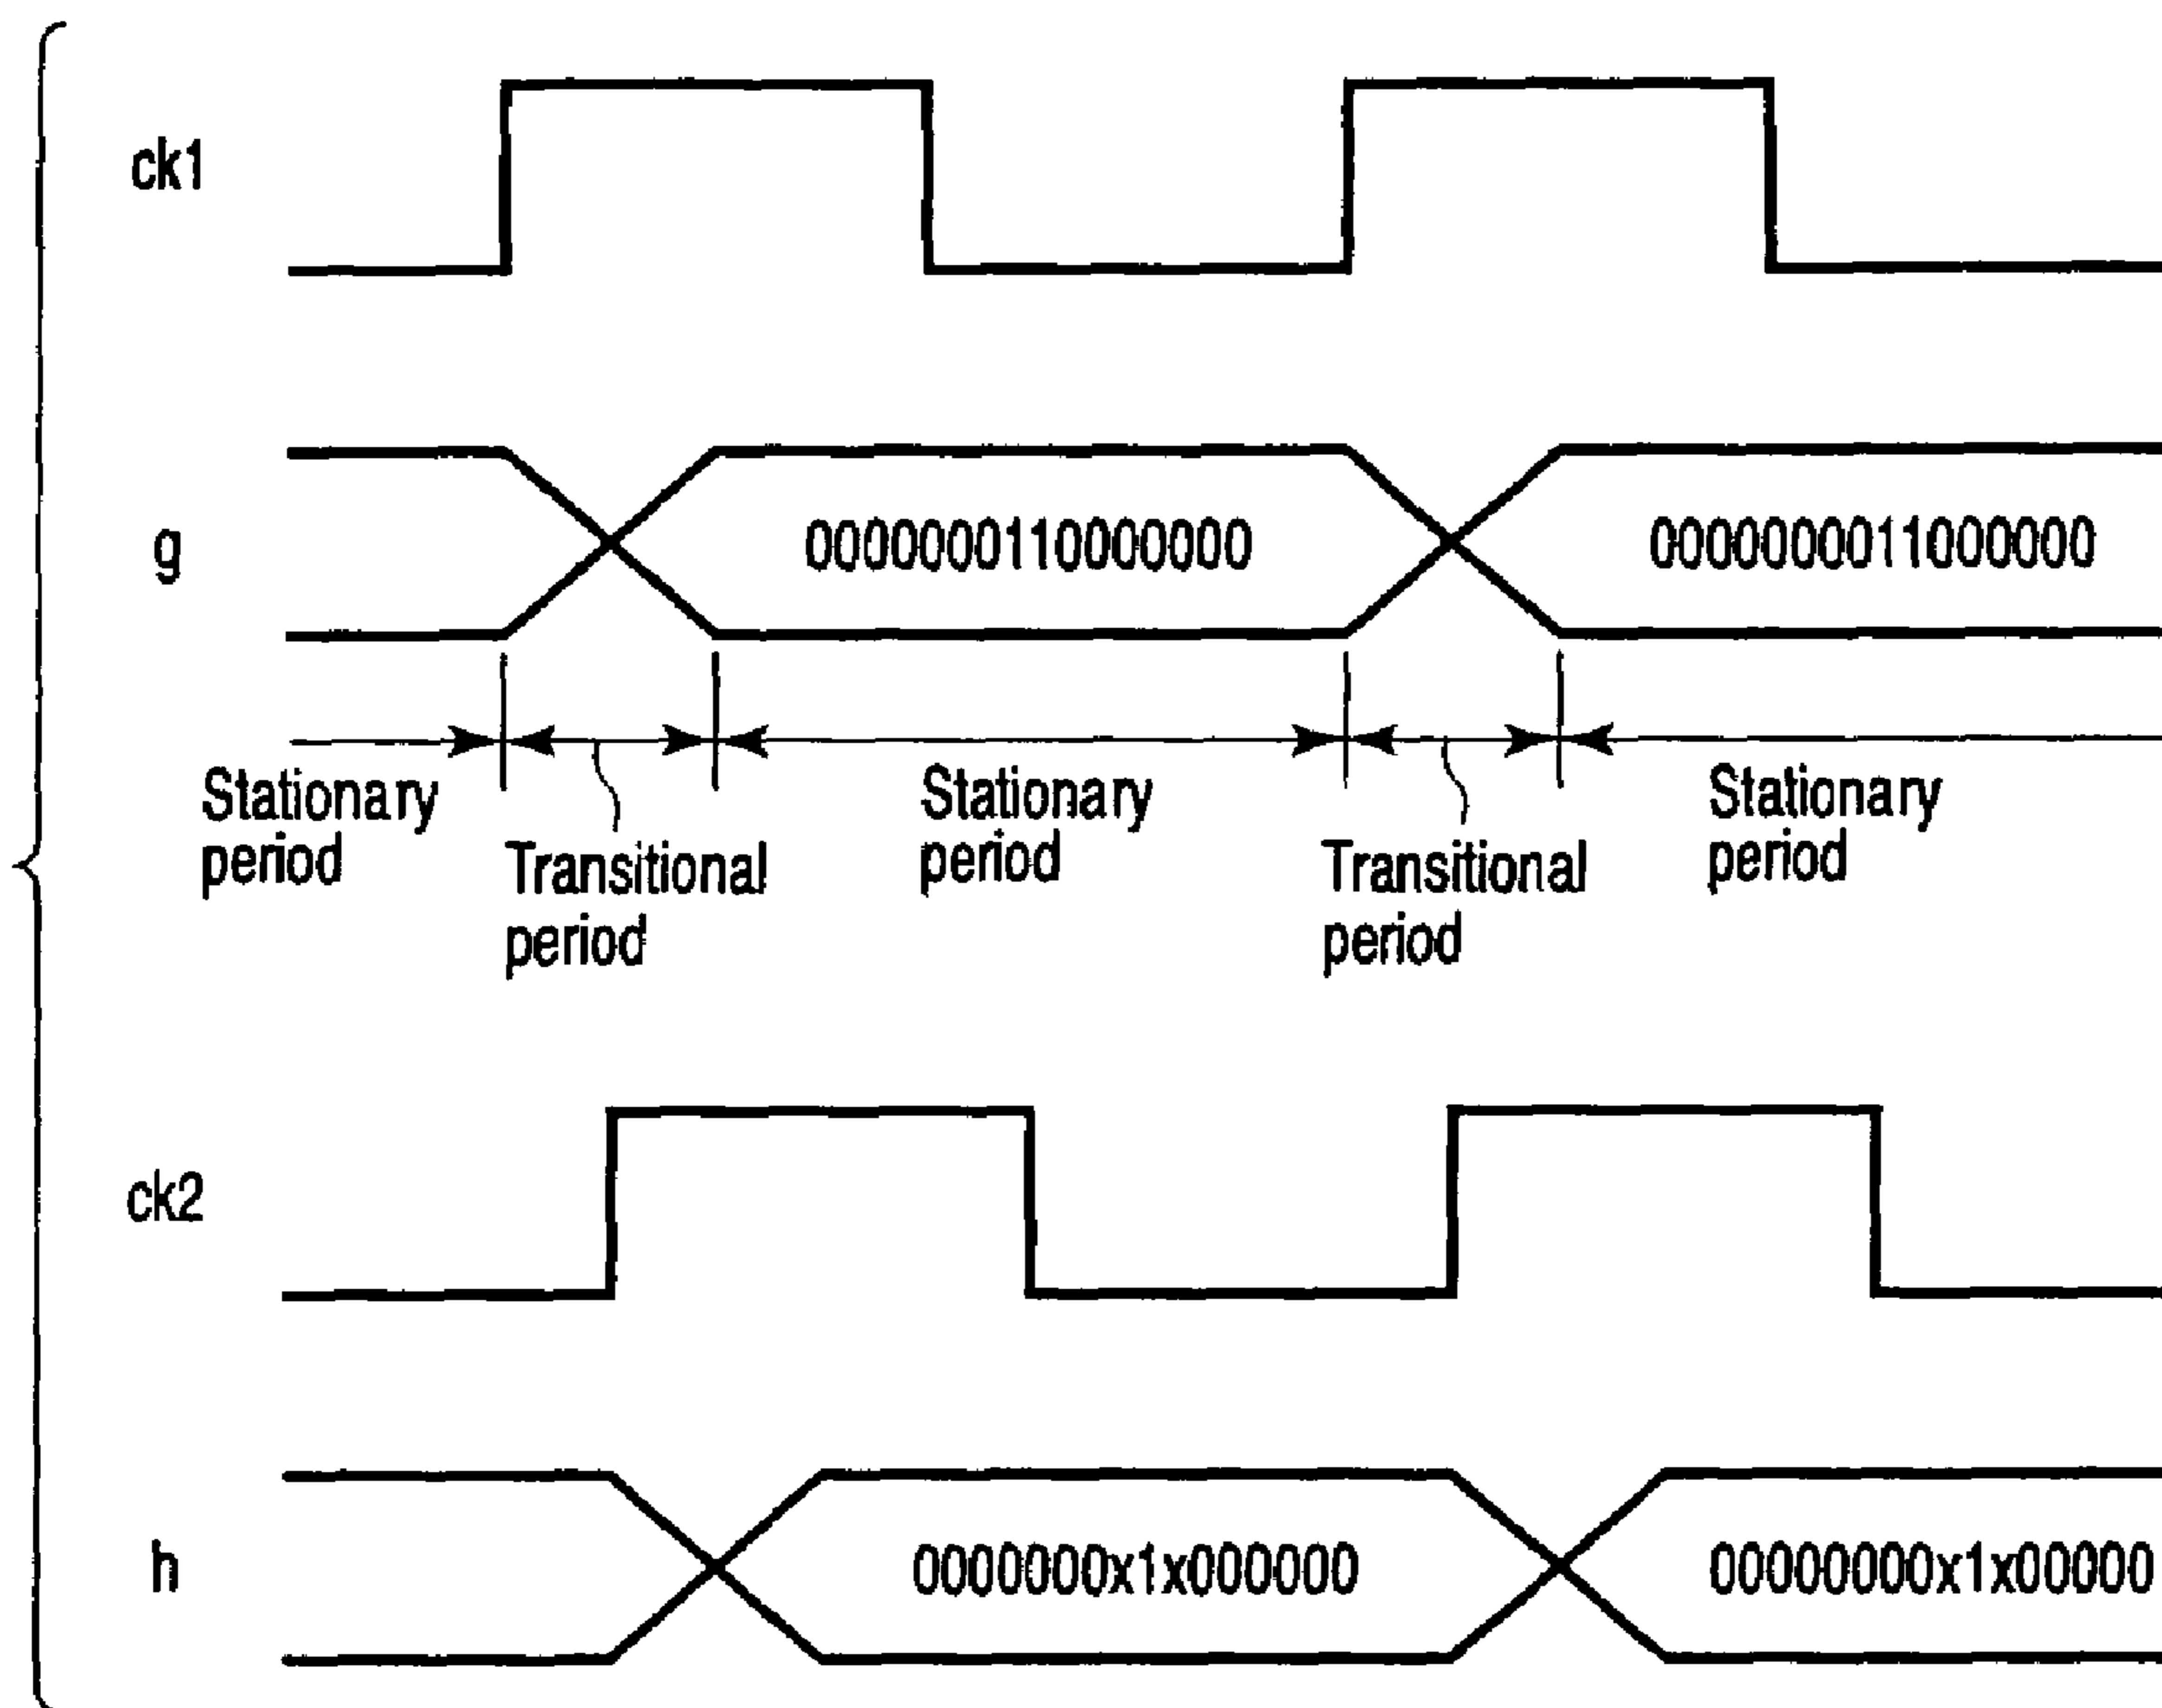 ck1
g
0000000110000000
0000000011000000
Stationary
period
Transitional
period
Stationary
period
Transitional
period
Stationary
period
ck2
h
0000000x1x000000
00000000x1x00000